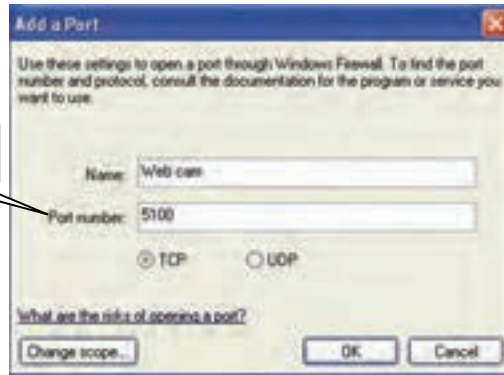 Add a Port
Use these settings to open a port through Windows Firewall. To find the port
number and protocol, consult the documentation for the program or service you
want to use.
Name: Web cam
Port number: 5100
TCP UDP
What are the risks of opening a port?
Change scope... OK Cancel